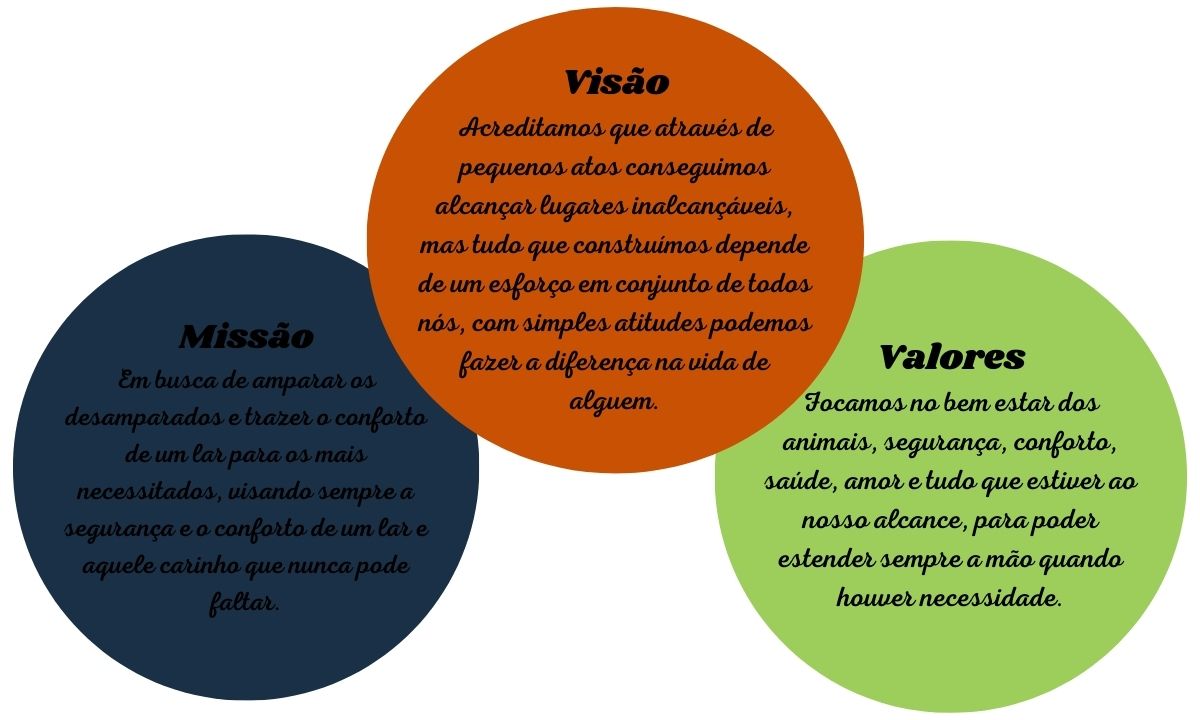 Visão
Acreditamos que através de
pequenos atos conseguimos
alcançar lugares inalcançáveis,
mas tudo que construímos depende
de um esforço em conjunto de todos
nós, com simples atitudes podemos
fazer a diferença na vida de
alguem.
Missão
Em busca de amparar os
desamparados e trazer o conforto
de um lar para os mais
necessitados, visando sempre a
segurança e o conforto de um lar e
aquele carinho que nunca pode
faltar.
Valores
Focamos no bem estar dos
animais, segurança, conforto,
saúde, amor e tudo que estiver ao
nosso alcance, para poder
estender sempre a mão quando
houver necessidade.